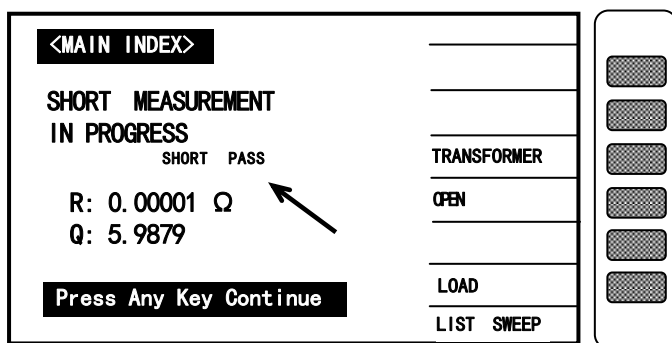 <MAIN INDEX>
SHORT MEASUREMENT
IN PROGRESS
SHORT PASS
R: 0.00001 Ω
Q: 5.9879
Press Any Key Continue
TRANSFORMER
OPEN
LOAD
LIST SWEEP